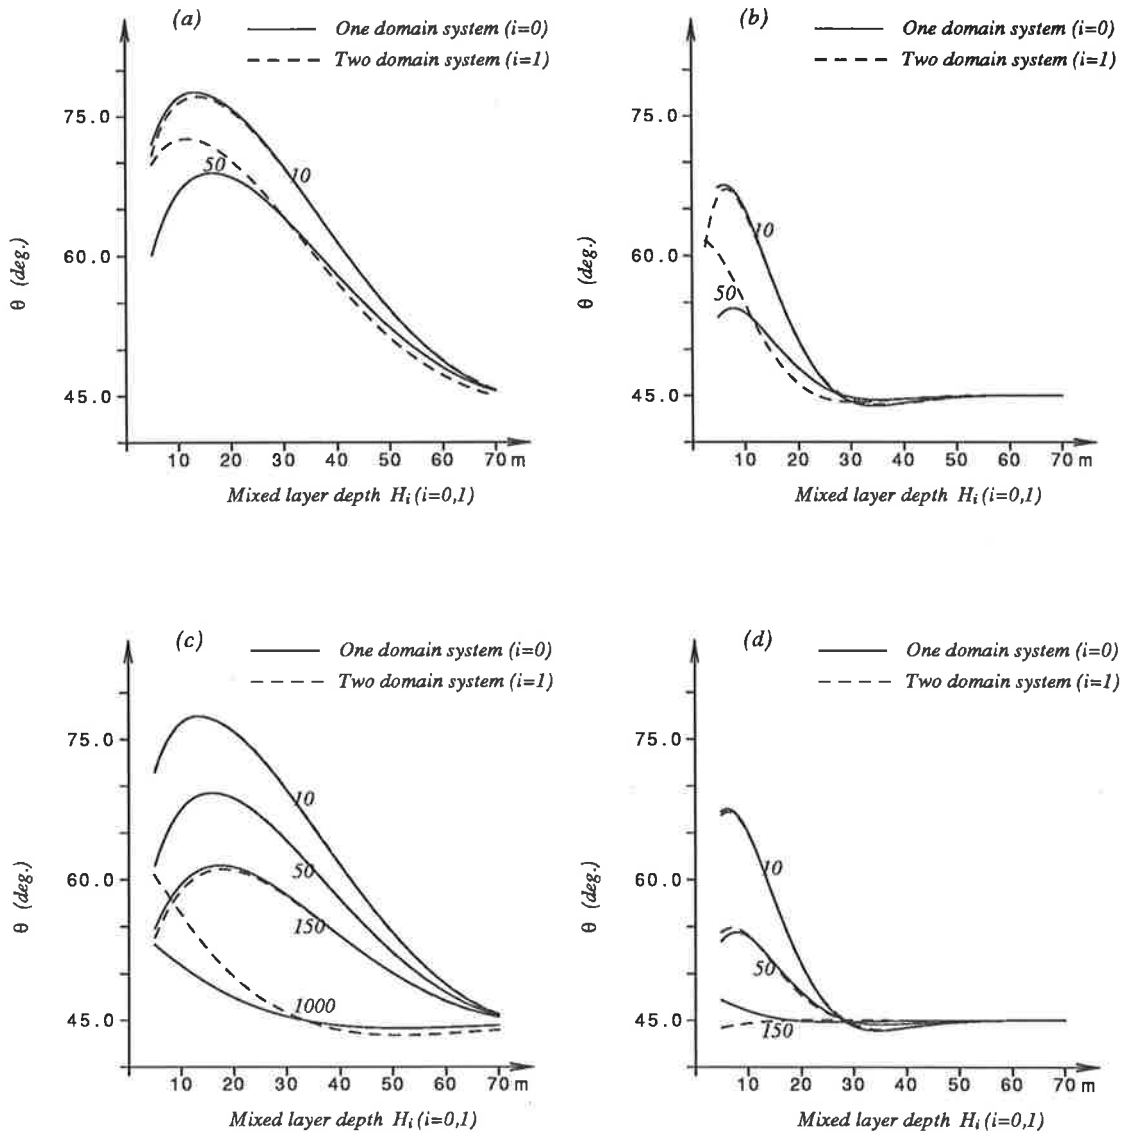 (a)
One domain system (i=0)
Two domain system (i=1)
75.0
60.0
45.0
θ (deg.)
50
10
10 20 30 40 50 60 70 m
Mixed layer depth Hi (i=0,1)
(b)
One domain system (i=0)
Two domain system (i=1)
75.0
60.0
45.0
θ (deg.)
10
50
10 20 30 40 50 60 70 m
Mixed layer depth Hi (i=0,1)
(c)
One domain system (i=0)
Two domain system (i=1)
75.0
60.0
45.0
θ (deg.)
10
50
150
1000
10 20 30 40 50 60 70 m
Mixed layer depth Hi (i=0,1)
(d)
One domain system (i=0)
Two domain system (i=1)
75.0
60.0
45.0
θ (deg.)
10
50
150
10 20 30 40 50 60 70 m
Mixed layer depth Hi (i=0,1)